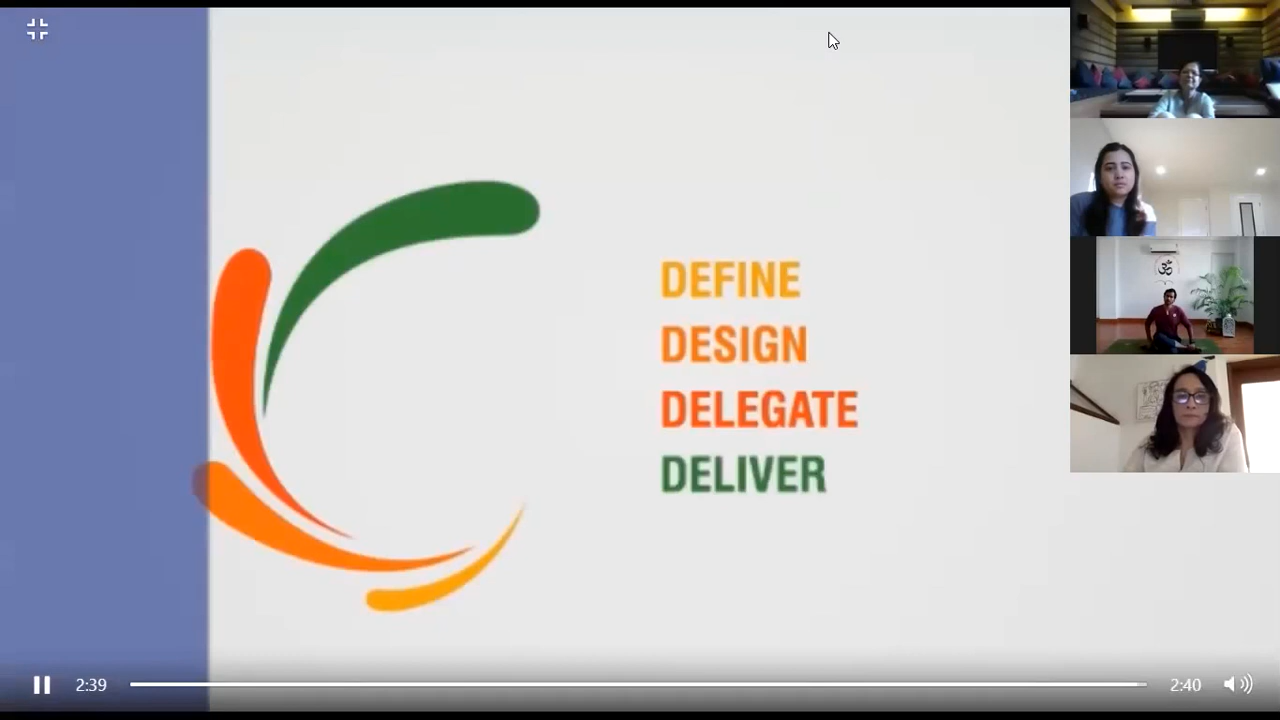 DEFINE
DESIGN
DELEGATE
DELIVER
ॐ
2:39
2:40